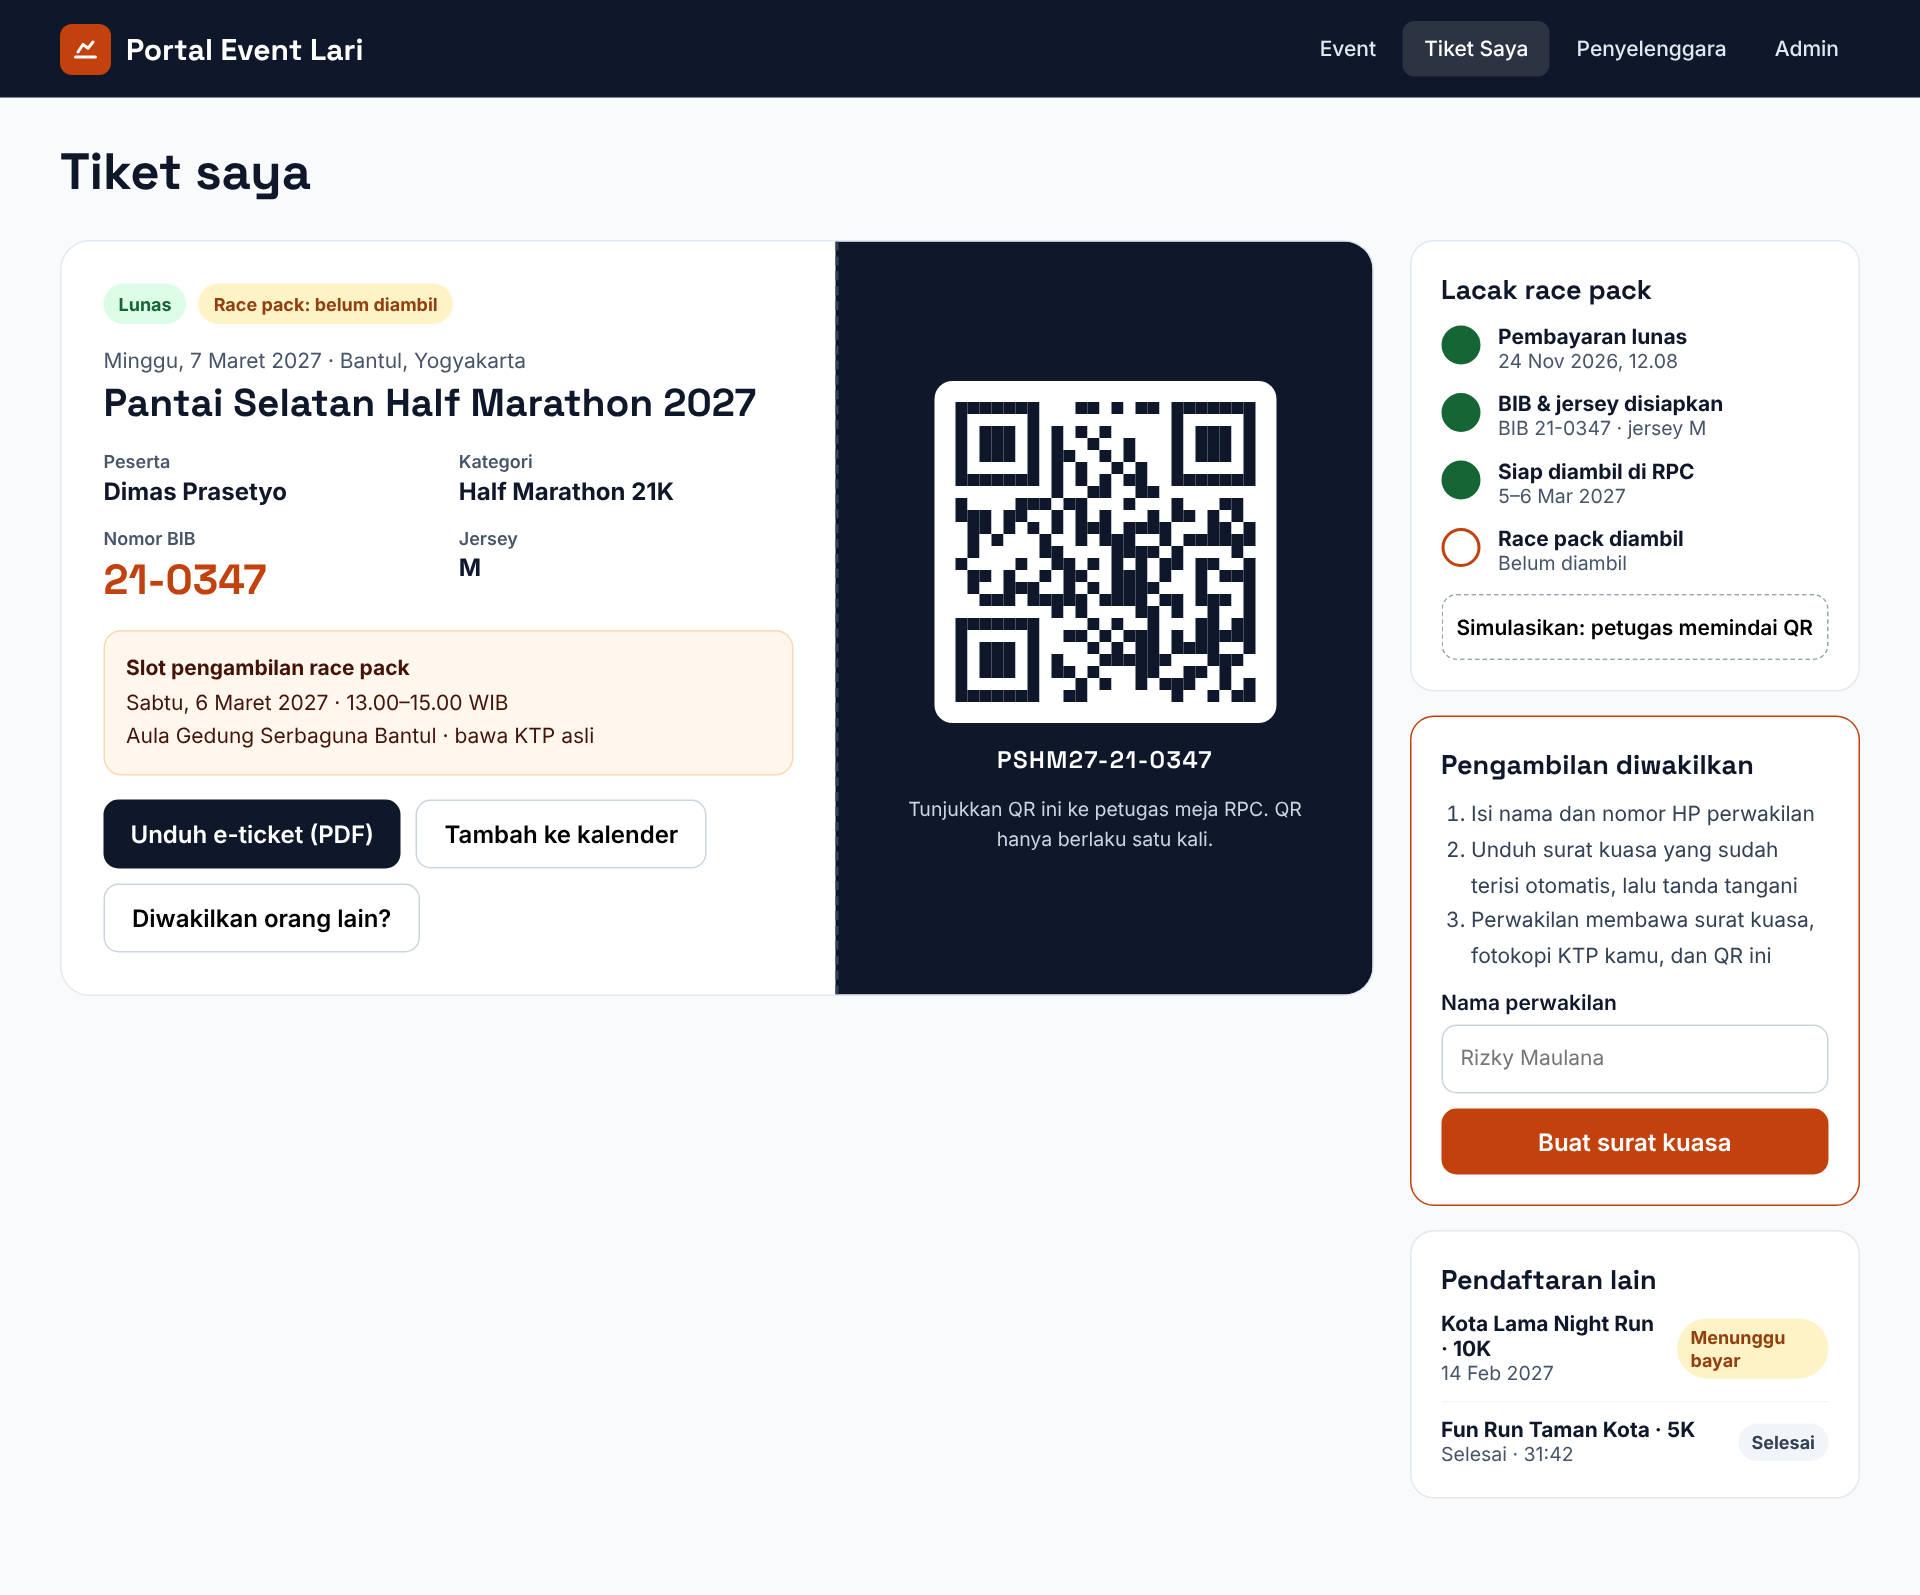 Portal Event Lari
Event
Tiket Saya
Penyelenggara
Admin
Tiket saya
Lunas
Race pack: belum diambil
Minggu, 7 Maret 2027 · Bantul, Yogyakarta
Pantai Selatan Half Marathon 2027
Peserta
Dimas Prasetyo
Kategori
Half Marathon 21K
Nomor BIB
21-0347
Jersey
M
Slot pengambilan race pack
Sabtu, 6 Maret 2027 · 13.00–15.00 WIB
Aula Gedung Serbaguna Bantul · bawa KTP asli
Unduh e-ticket (PDF)
Tambah ke kalender
Diwakilkan orang lain?
PSHM27-21-0347
Tunjukkan QR ini ke petugas meja RPC. QR
hanya berlaku satu kali.
Lacak race pack
Pembayaran lunas
24 Nov 2026, 12.08
BIB & jersey disiapkan
BIB 21-0347 · jersey M
Siap diambil di RPC
5–6 Mar 2027
Race pack diambil
Belum diambil
Simulasikan: petugas memindai QR
Pengambilan diwakilkan
1. Isi nama dan nomor HP perwakilan
2. Unduh surat kuasa yang sudah
terisi otomatis, lalu tanda tangani
3. Perwakilan membawa surat kuasa,
fotokopi KTP kamu, dan QR ini
Nama perwakilan
Rizky Maulana
Buat surat kuasa
Pendaftaran lain
Kota Lama Night Run
· 10K
14 Feb 2027
Menunggu
bayar
Fun Run Taman Kota · 5K
Selesai · 31:42
Selesai